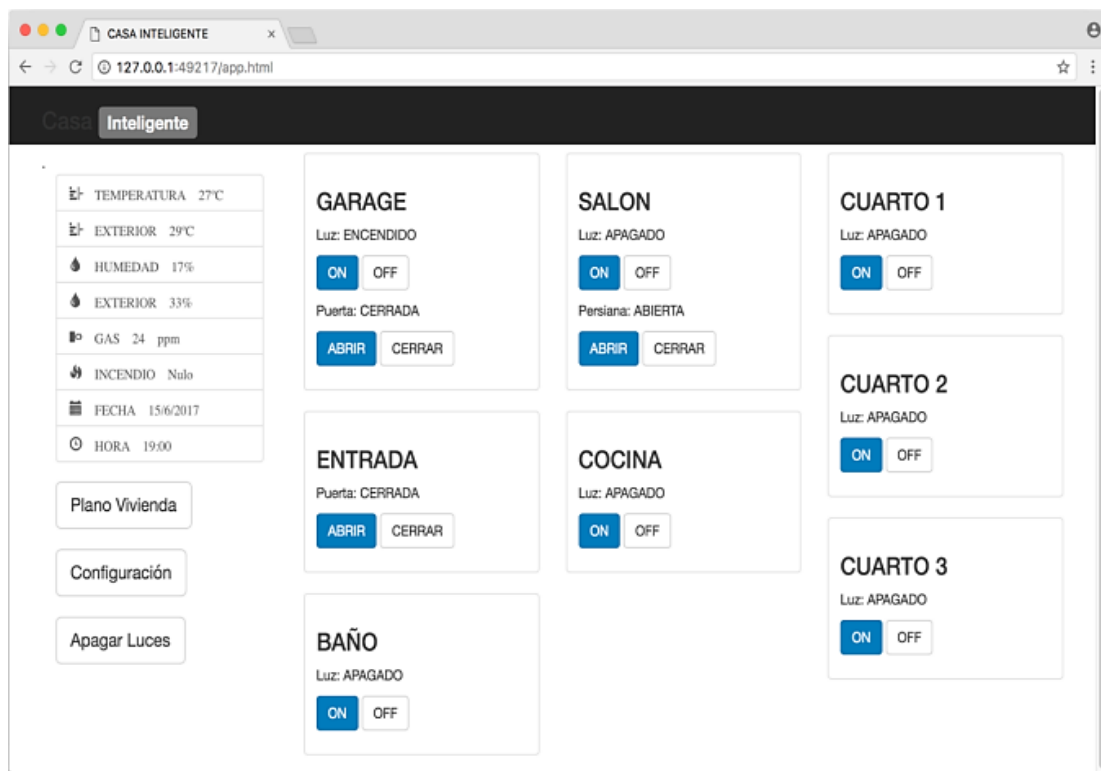 CASA INTELIGENTE
127.0.0.1:49217/app.html
Casa Inteligente
TEMPERATURA 27ºC
EXTERIOR 29ºC
HUMEDAD 17%
EXTERIOR 33%
GAS 24 ppm
INCENDIO Nulo
FECHA 15/6/2017
HORA 19:00
Plano Vivienda
Configuración
Apagar Luces
GARAGE
Luz: ENCENDIDO
ON OFF
Puerta: CERRADA
ABRIR CERRAR
ENTRADA
Puerta: CERRADA
ABRIR CERRAR
BAÑO
Luz: APAGADO
ON OFF
SALON
Luz: APAGADO
ON OFF
Persiana: ABIERTA
ABRIR CERRAR
COCINA
Luz: APAGADO
ON OFF
CUARTO 1
Luz: APAGADO
ON OFF
CUARTO 2
Luz: APAGADO
ON OFF
CUARTO 3
Luz: APAGADO
ON OFF